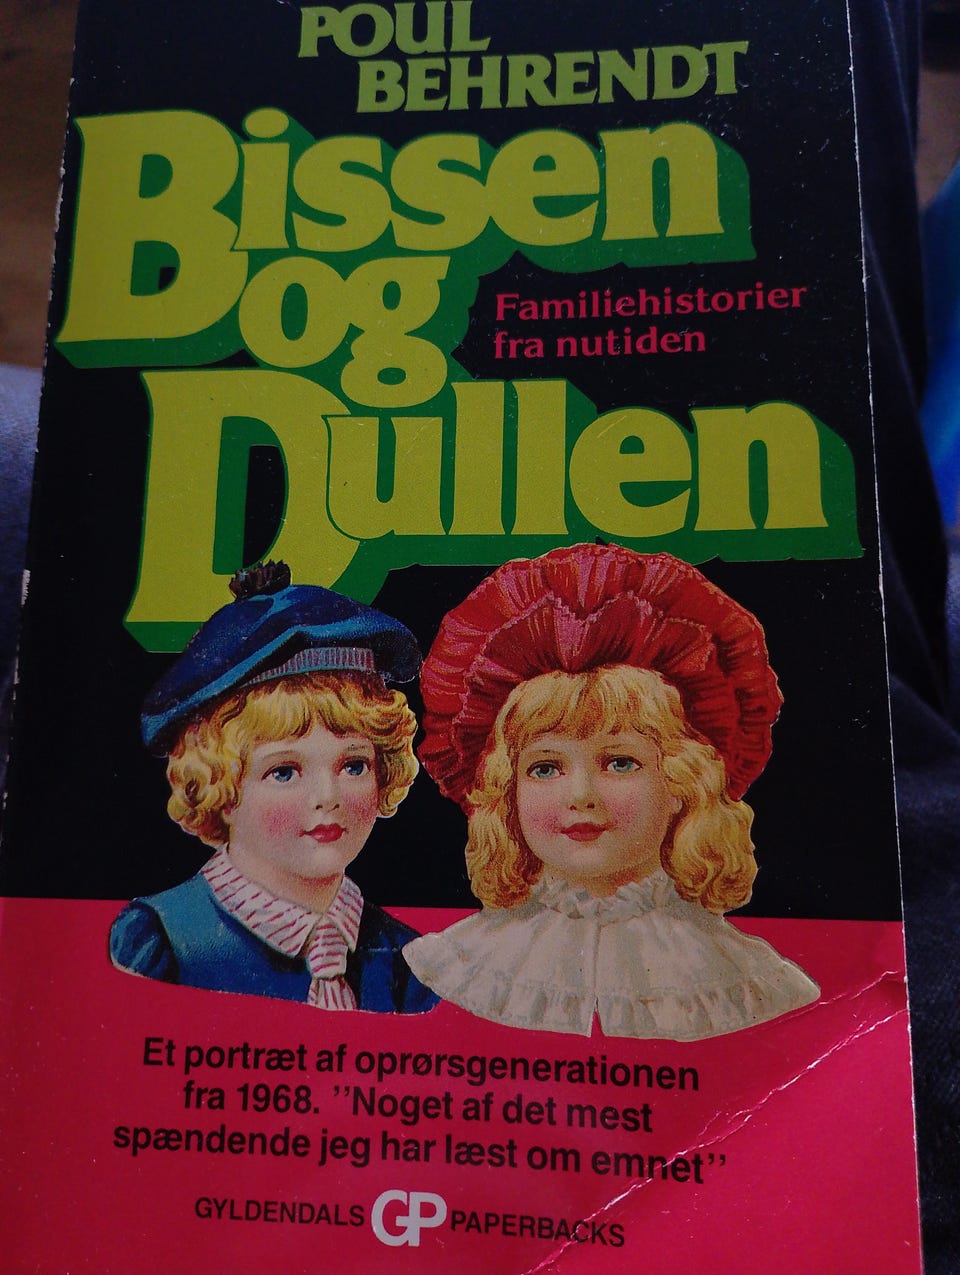 POUL
BEHRENDT
Bissen
og
Familiehistorier
fra nutiden
Dullen
Et portræt af oprørsgenerationen
fra 1968. "Noget af det mest
spændende jeg har læst om emnet"
GYLDENDALS GP PAPERBACKS